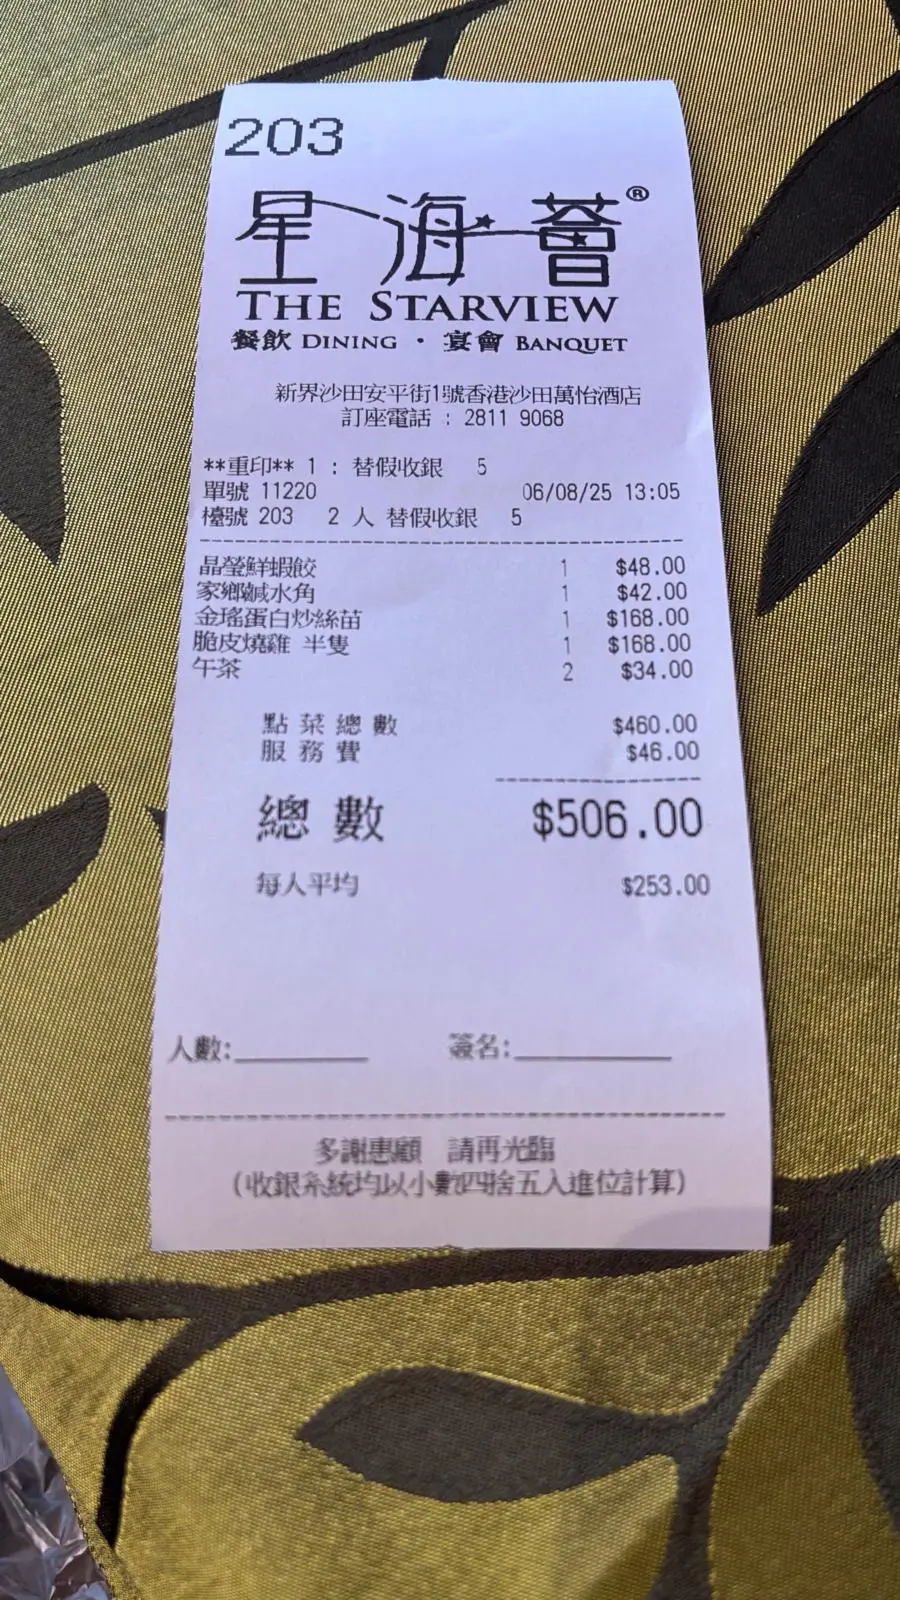 203
星海薈®
THE STARVIEW
餐飲 DINING · 宴會 BANQUET
新界沙田安平街1號香港沙田萬怡酒店
訂座電話 : 2811 9068
**重印** 1 : 替假收銀 5
單號 11220 06/08/25 13:05
檯號 203 2 人 替假收銀 5
晶瑩鮮蝦餃 1 $48.00
家鄉鹹水角 1 $42.00
金瑤蛋白炒絲苗 1 $168.00
脆皮燒雞 半隻 1 $168.00
午茶 2 $34.00
點菜總數 $460.00
服務費 $46.00
總數 $506.00
每人平均 $253.00
人數:__________ 簽名:____________
多謝惠顧 請再光臨
(收銀系統均以小數四捨五入進位計算)